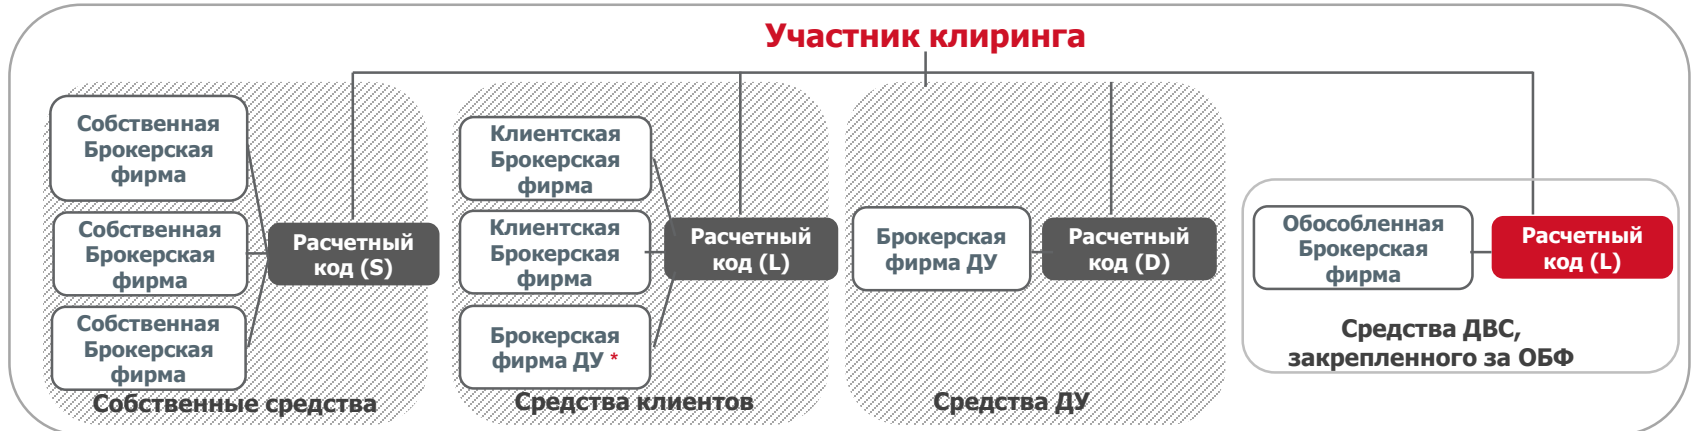 Участник клиринга
Собственная
Брокерская
фирма
Собственная
Брокерская
фирма
Собственная
Брокерская
фирма
Расчетный
код (S)
Собственные средства
Клиентская
Брокерская
фирма
Клиентская
Брокерская
фирма
Брокерская
фирма ДУ *
Расчетный
код (L)
Средства клиентов
Брокерская
фирма ДУ
Расчетный
код (D)
Средства ДУ
Обособленная
Брокерская
фирма
Расчетный
код (L)
Средства ДВС,
закрепленного за ОБФ